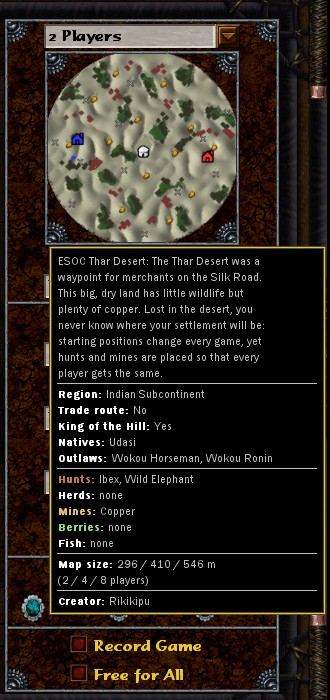 2 Players
ESOC Thar Desert: The Thar Desert was a
waypoint for merchants on the Silk Road.
This big, dry land has little wildlife but
plenty of copper. Lost in the desert, you
never know where your settlement will be:
starting positions change every game, yet
hunts and mines are placed so that every
player gets the same.
Region: Indian Subcontinent
Trade route: No
King of the Hill: Yes
Natives: Udasi
Outlaws: Wokou Horseman, Wokou Ronin
Hunts: Ibex, Wild Elephant
Herds: none
Mines: Copper
Berries: none
Fish: none
Map size: 296 / 410 / 546 m
(2 / 4 / 8 players)
Creator: Rikikipu
Record Game
Free for All